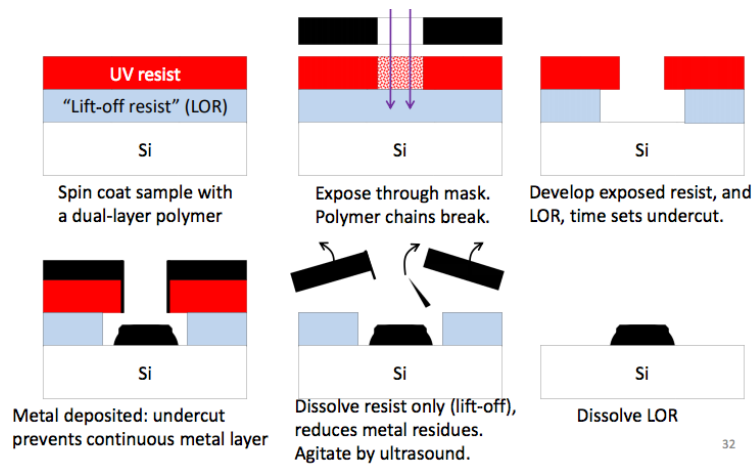 UV resist
"Lift-off resist" (LOR)
Si
Spin coat sample with
a dual-layer polymer
Si
Expose through mask.
Polymer chains break.
Si
Develop exposed resist, and
LOR, time sets undercut.
Si
Metal deposited: undercut
prevents continuous metal layer
Si
Dissolve resist only (lift-off),
reduces metal residues.
Agitate by ultrasound.
Si
Dissolve LOR
32